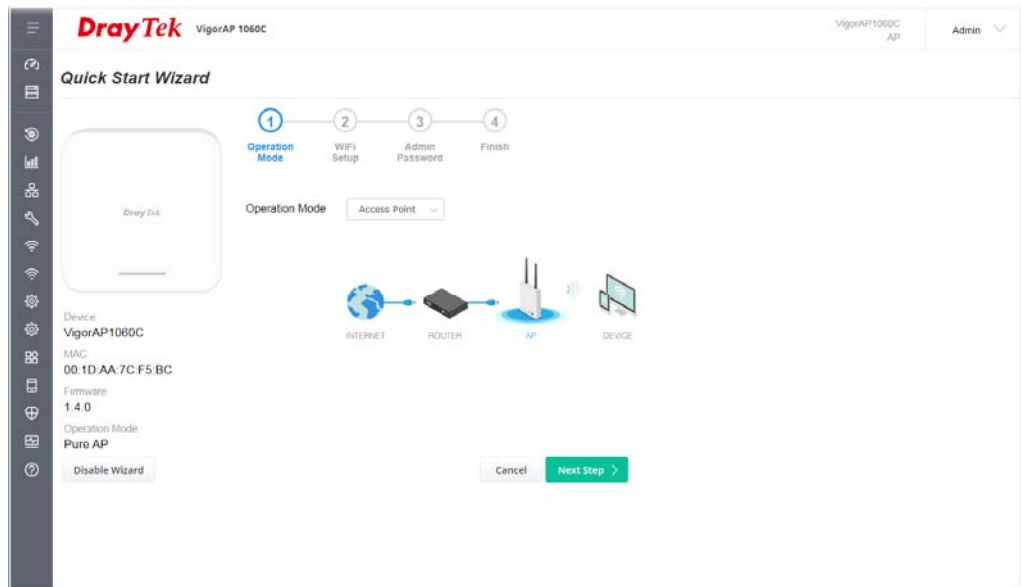 DrayTek VigorAP 1060C
VigorAP1060C
AP
Admin
Quick Start Wizard
1
2
3
4
Operation
Mode
WiFi
Setup
Admin
Password
Finish
DrayTek
Operation Mode
Access Point
INTERNET
ROUTER
AP
DEVICE
Device
VigorAP1060C
MAC
00:1D:AA:7C:F5:BC
Firmware
1.4.0
Operation Mode
Pure AP
Disable Wizard
Cancel
Next Step